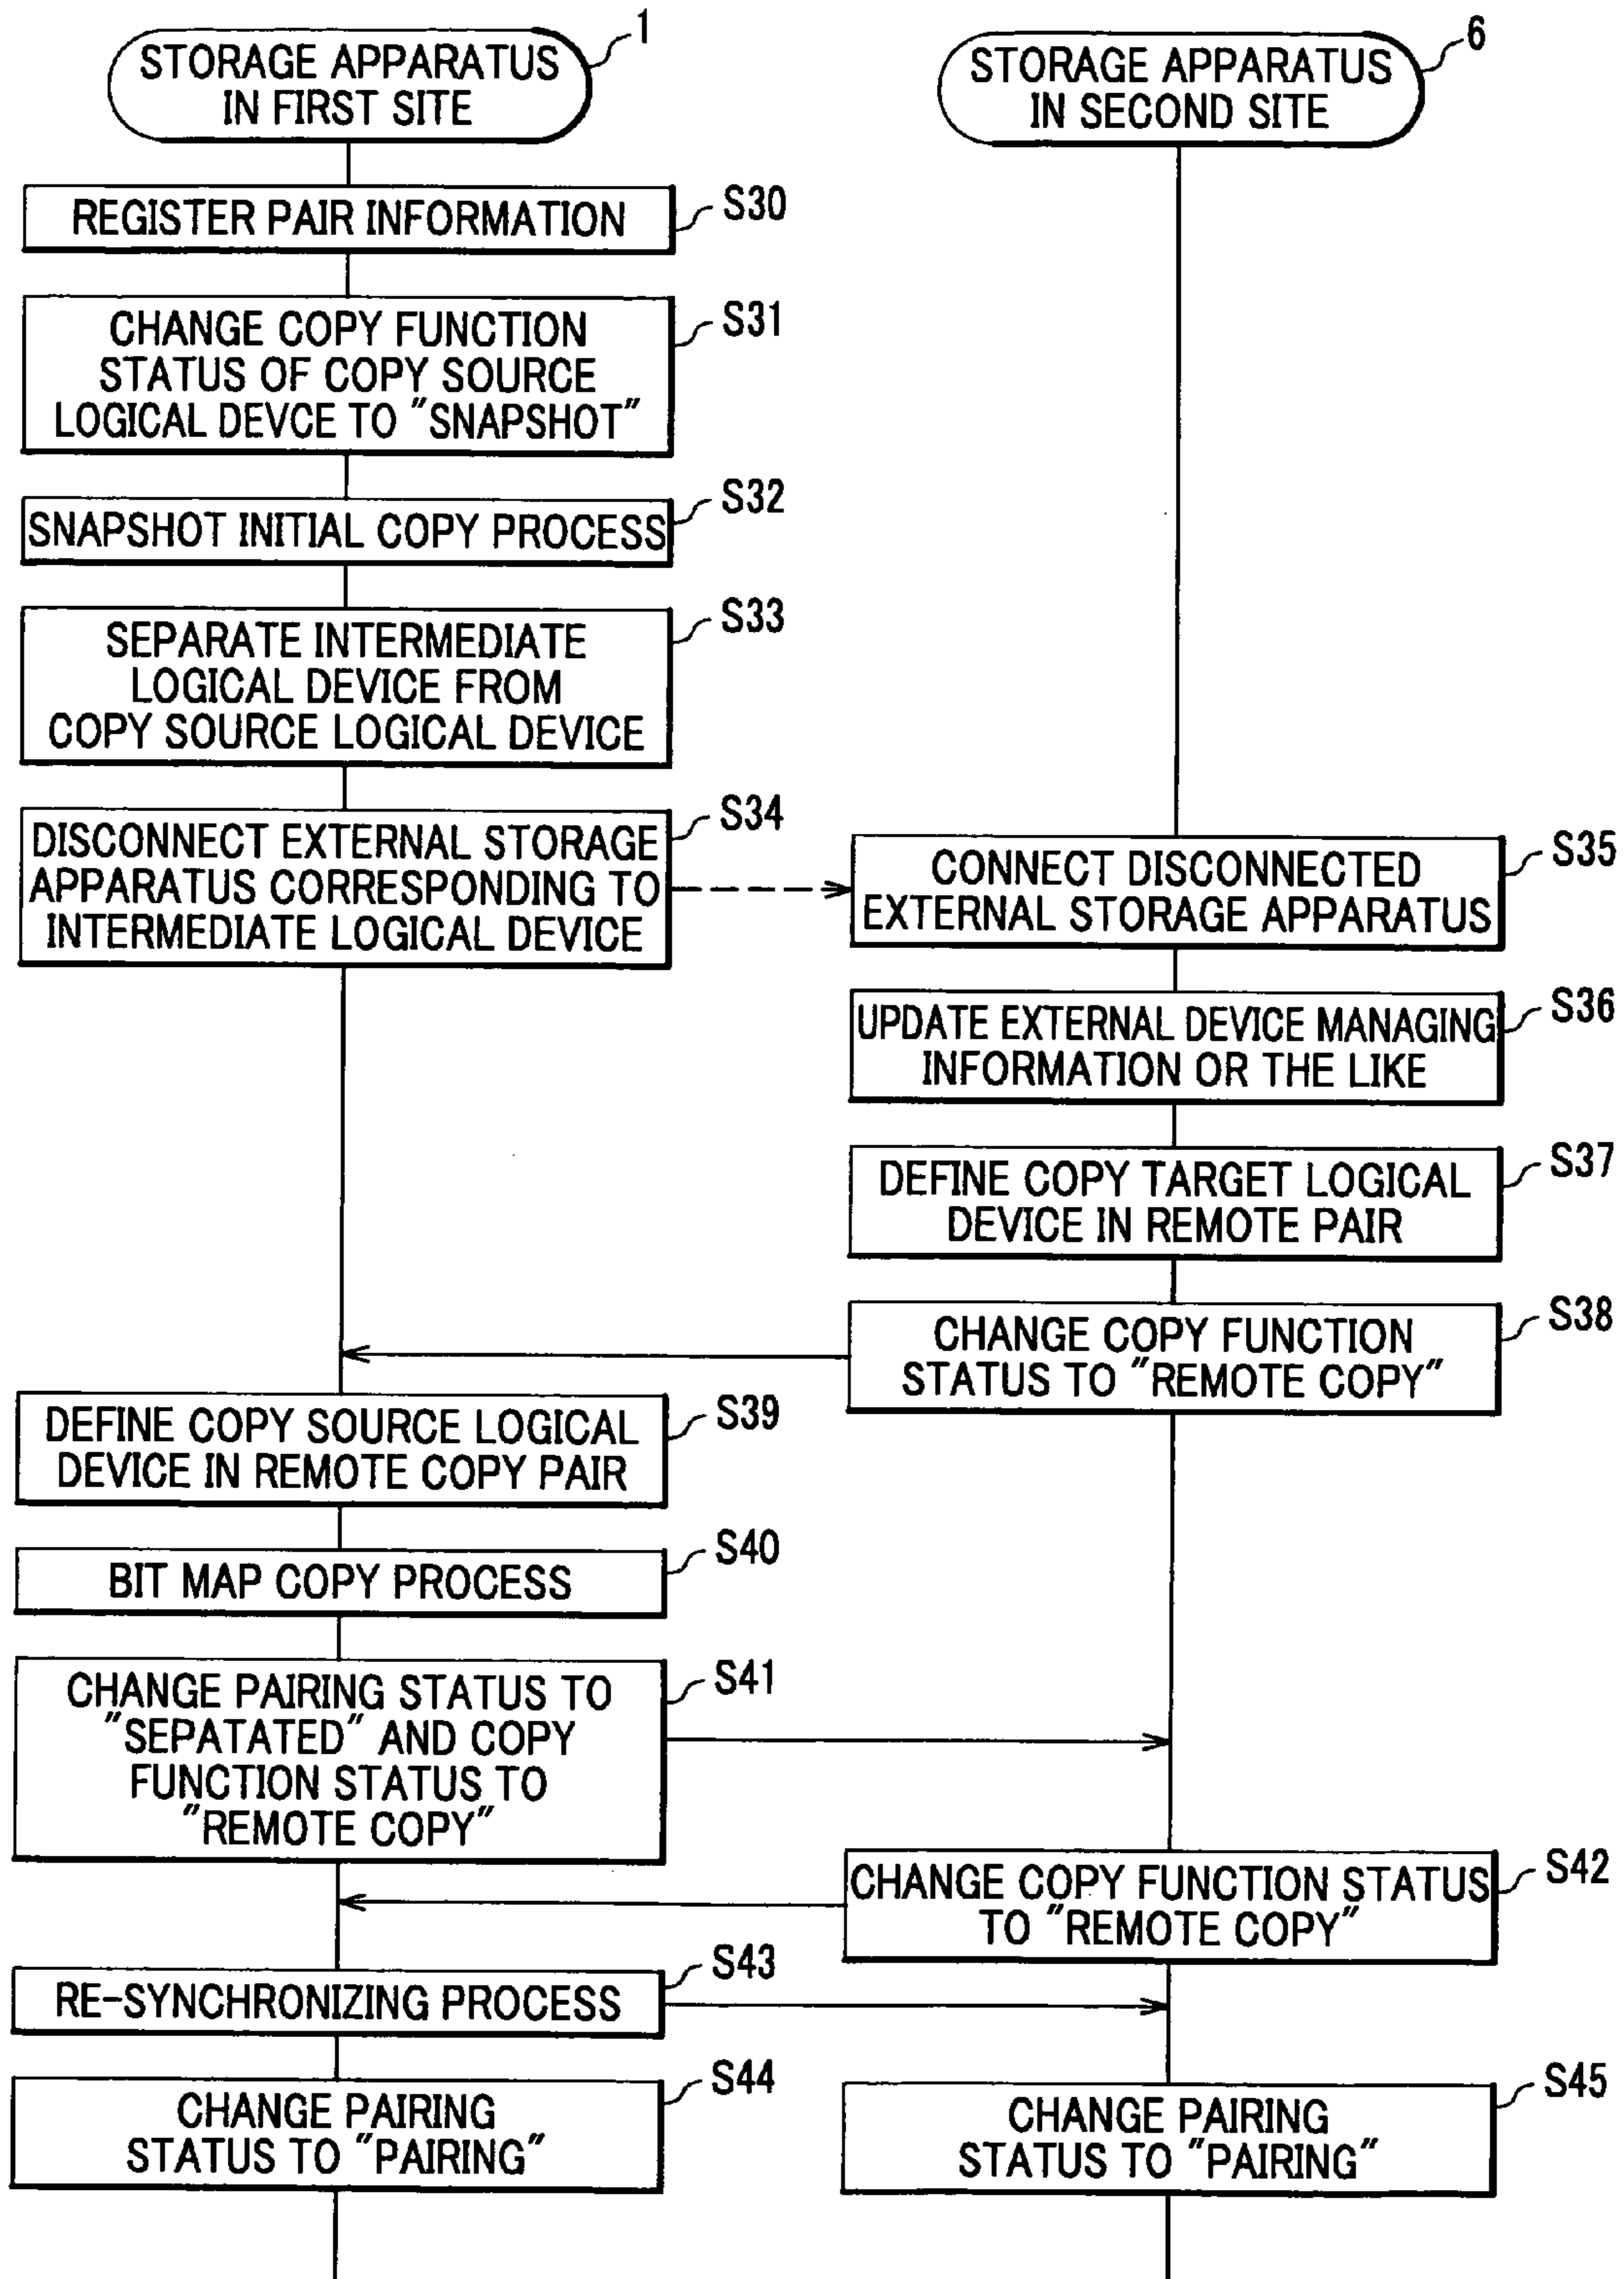 STORAGE APPARATUS
IN FIRST SITE
1
STORAGE APPARATUS
IN SECOND SITE
6
REGISTER PAIR INFORMATION
S30
CHANGE COPY FUNCTION
STATUS OF COPY SOURCE
LOGICAL DEVCE TO "SNAPSHOT"
S31
SNAPSHOT INITIAL COPY PROCESS
S32
SEPARATE INTERMEDIATE
LOGICAL DEVICE FROM
COPY SOURCE LOGICAL DEVICE
S33
DISCONNECT EXTERNAL STORAGE
APPARATUS CORRESPONDING TO
INTERMEDIATE LOGICAL DEVICE
S34
CONNECT DISCONNECTED
EXTERNAL STORAGE APPARATUS
S35
UPDATE EXTERNAL DEVICE MANAGING
INFORMATION OR THE LIKE
S36
DEFINE COPY TARGET LOGICAL
DEVICE IN REMOTE PAIR
S37
CHANGE COPY FUNCTION
STATUS TO "REMOTE COPY"
S38
DEFINE COPY SOURCE LOGICAL
DEVICE IN REMOTE COPY PAIR
S39
BIT MAP COPY PROCESS
S40
CHANGE PAIRING STATUS TO
"SEPATATED" AND COPY
FUNCTION STATUS TO
"REMOTE COPY"
S41
CHANGE COPY FUNCTION STATUS
TO "REMOTE COPY"
S42
RE-SYNCHRONIZING PROCESS
S43
CHANGE PAIRING
STATUS TO "PAIRING"
S44
CHANGE PAIRING
STATUS TO "PAIRING"
S45